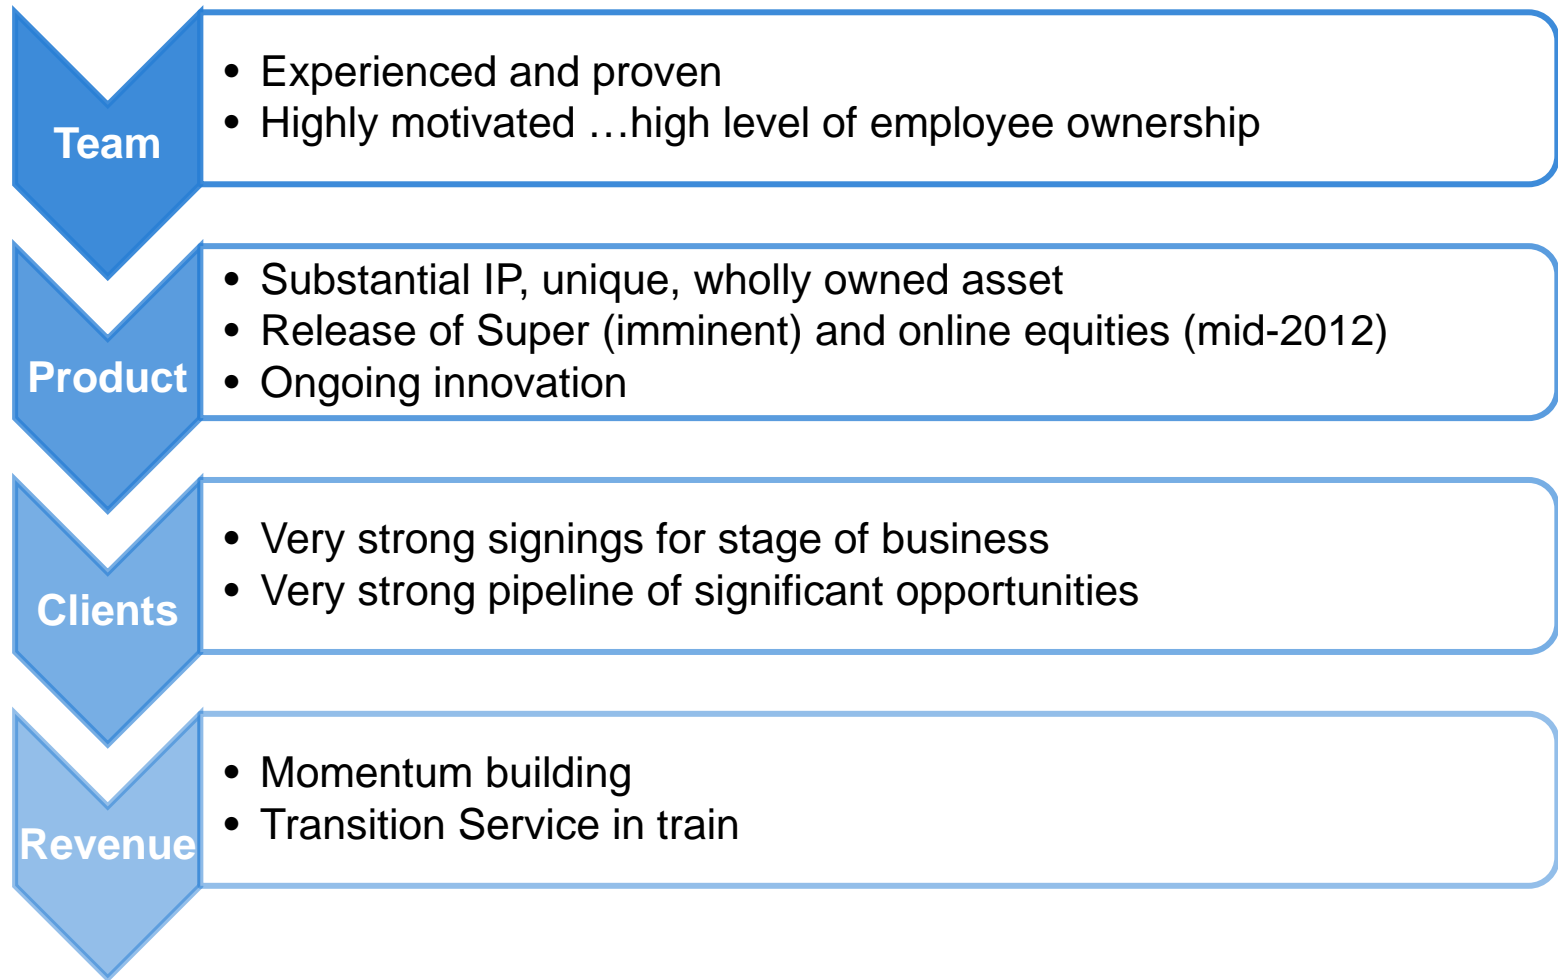 Team
• Experienced and proven
• Highly motivated …high level of employee ownership
Product
• Substantial IP, unique, wholly owned asset
• Release of Super (imminent) and online equities (mid-2012)
• Ongoing innovation
Clients
• Very strong signings for stage of business
• Very strong pipeline of significant opportunities
Revenue
• Momentum building
• Transition Service in train